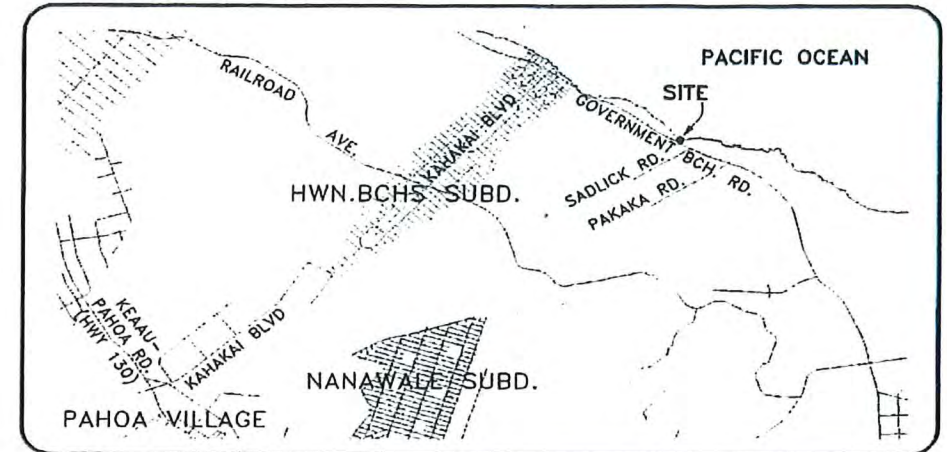 PACIFIC OCEAN
SITE
RAILROAD
AVE.
KAHAKAI BLVD
GOVERNMENT BCH. RD.
HWN.BCHS SUBD.
SADLICK RD.
PAKAKA RD.
KEAAU-
PAHOA RD.
(HWY 130)
KAHAKAI BLVD
NANAWALE SUBD.
PAHOA VILLAGE